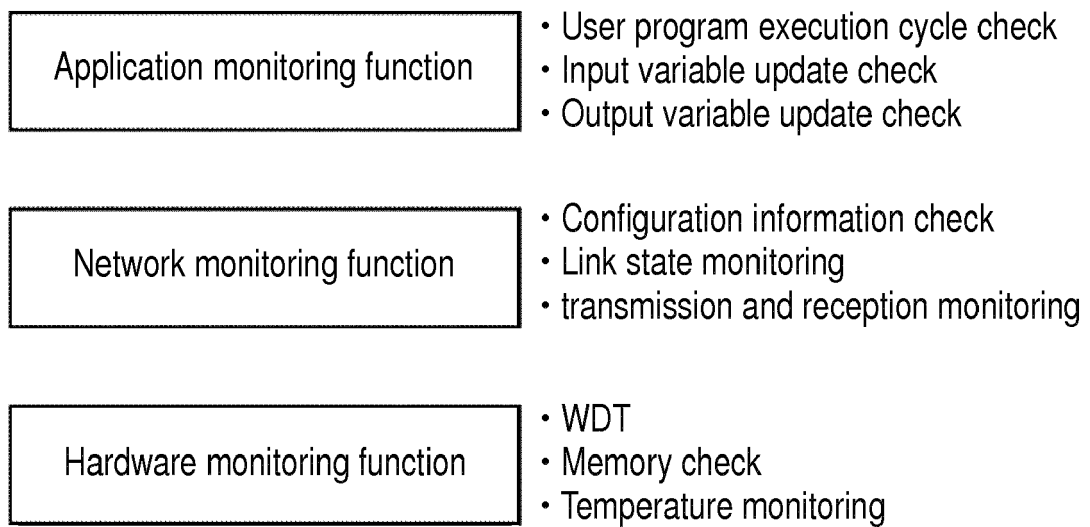 Application monitoring function
・User program execution cycle check
・Input variable update check
・Output variable update check
Network monitoring function
・Configuration information check
・Link state monitoring
・transmission and reception monitoring
Hardware monitoring function
・WDT
・Memory check
・Temperature monitoring